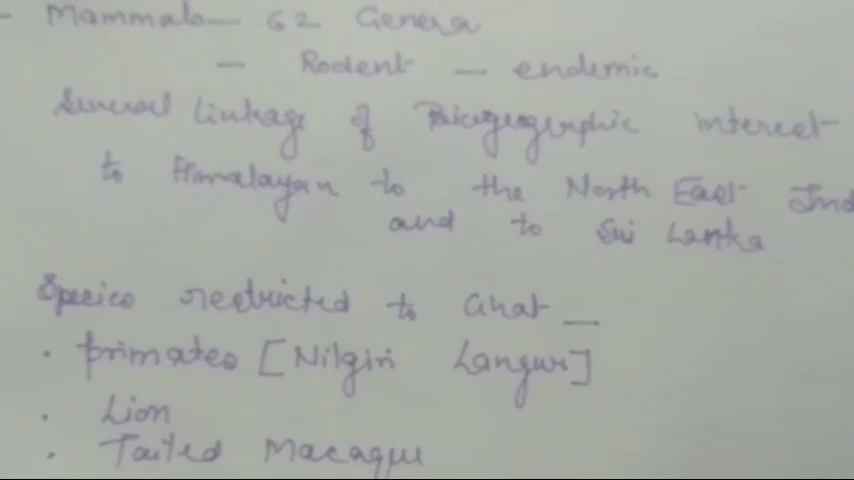 - Mammals - 62 Genera
- Rodent - endemic
Several linkage of Biogeographic interest
to Himalayan to the North East Ind
and to Sri Lanka
Species restricted to Ghat -
. primates [Nilgiri Langur]
. Lion
. Tailed Macaque